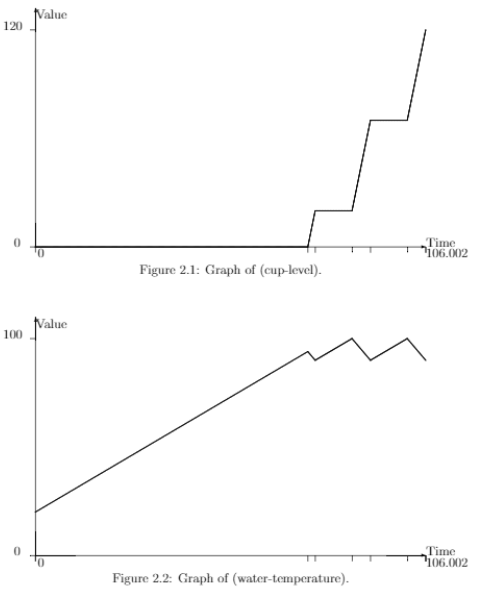 Value
120
0
0
Time
106.002
Figure 2.1: Graph of (cup-level).
Value
100
0
0
Time
106.002
Figure 2.2: Graph of (water-temperature).